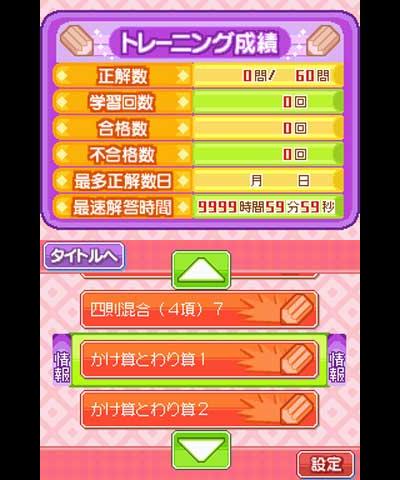 トレーニング成績
正解数 0問/ 60問
学習回数 0回
合格数 0回
不合格数 0回
最多正解数日 月 日
最速解答時間 9999時間59分59秒
タイトルへ
四則混合（4項）7
情報 かけ算とわり算1 情報
かけ算とわり算2
設定